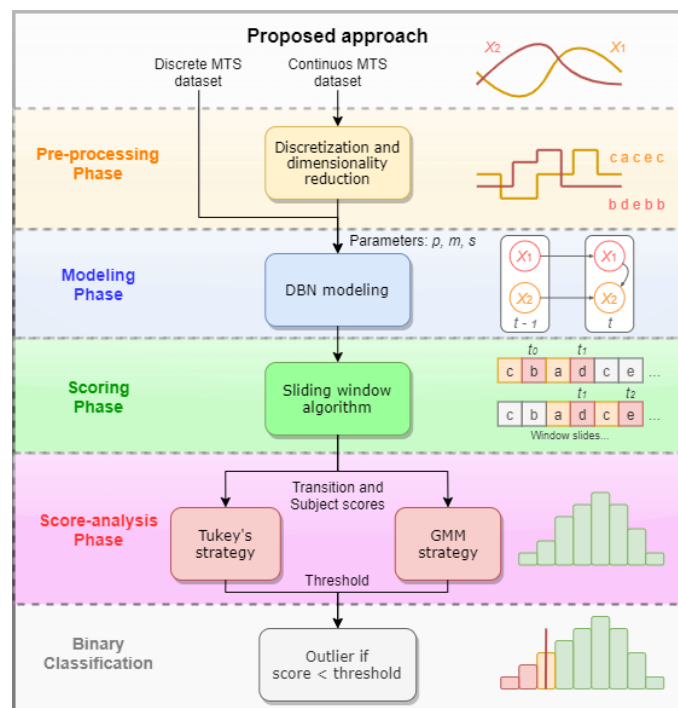 Proposed approach
Discrete MTS
dataset
Continuos MTS
dataset
X2
X1
Pre-processing
Phase
Discretization and
dimensionality
reduction
c a c e c
b d e b b
Parameters: p, m, s
Modeling
Phase
DBN modeling
X1
X1
X2
X2
t - 1
t
Scoring
Phase
Sliding window
algorithm
t0
t1
c b a d c e ...
t1
t2
c b a d c e ...
Window slides...
Score-analysis
Phase
Transition and
Subject scores
Tukey's
strategy
GMM
strategy
Threshold
Binary
Classification
Outlier if
score < threshold